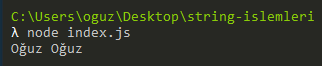 C:\Users\oguz\Desktop\string-islemleri
λ node index.js
Oğuz Oğuz